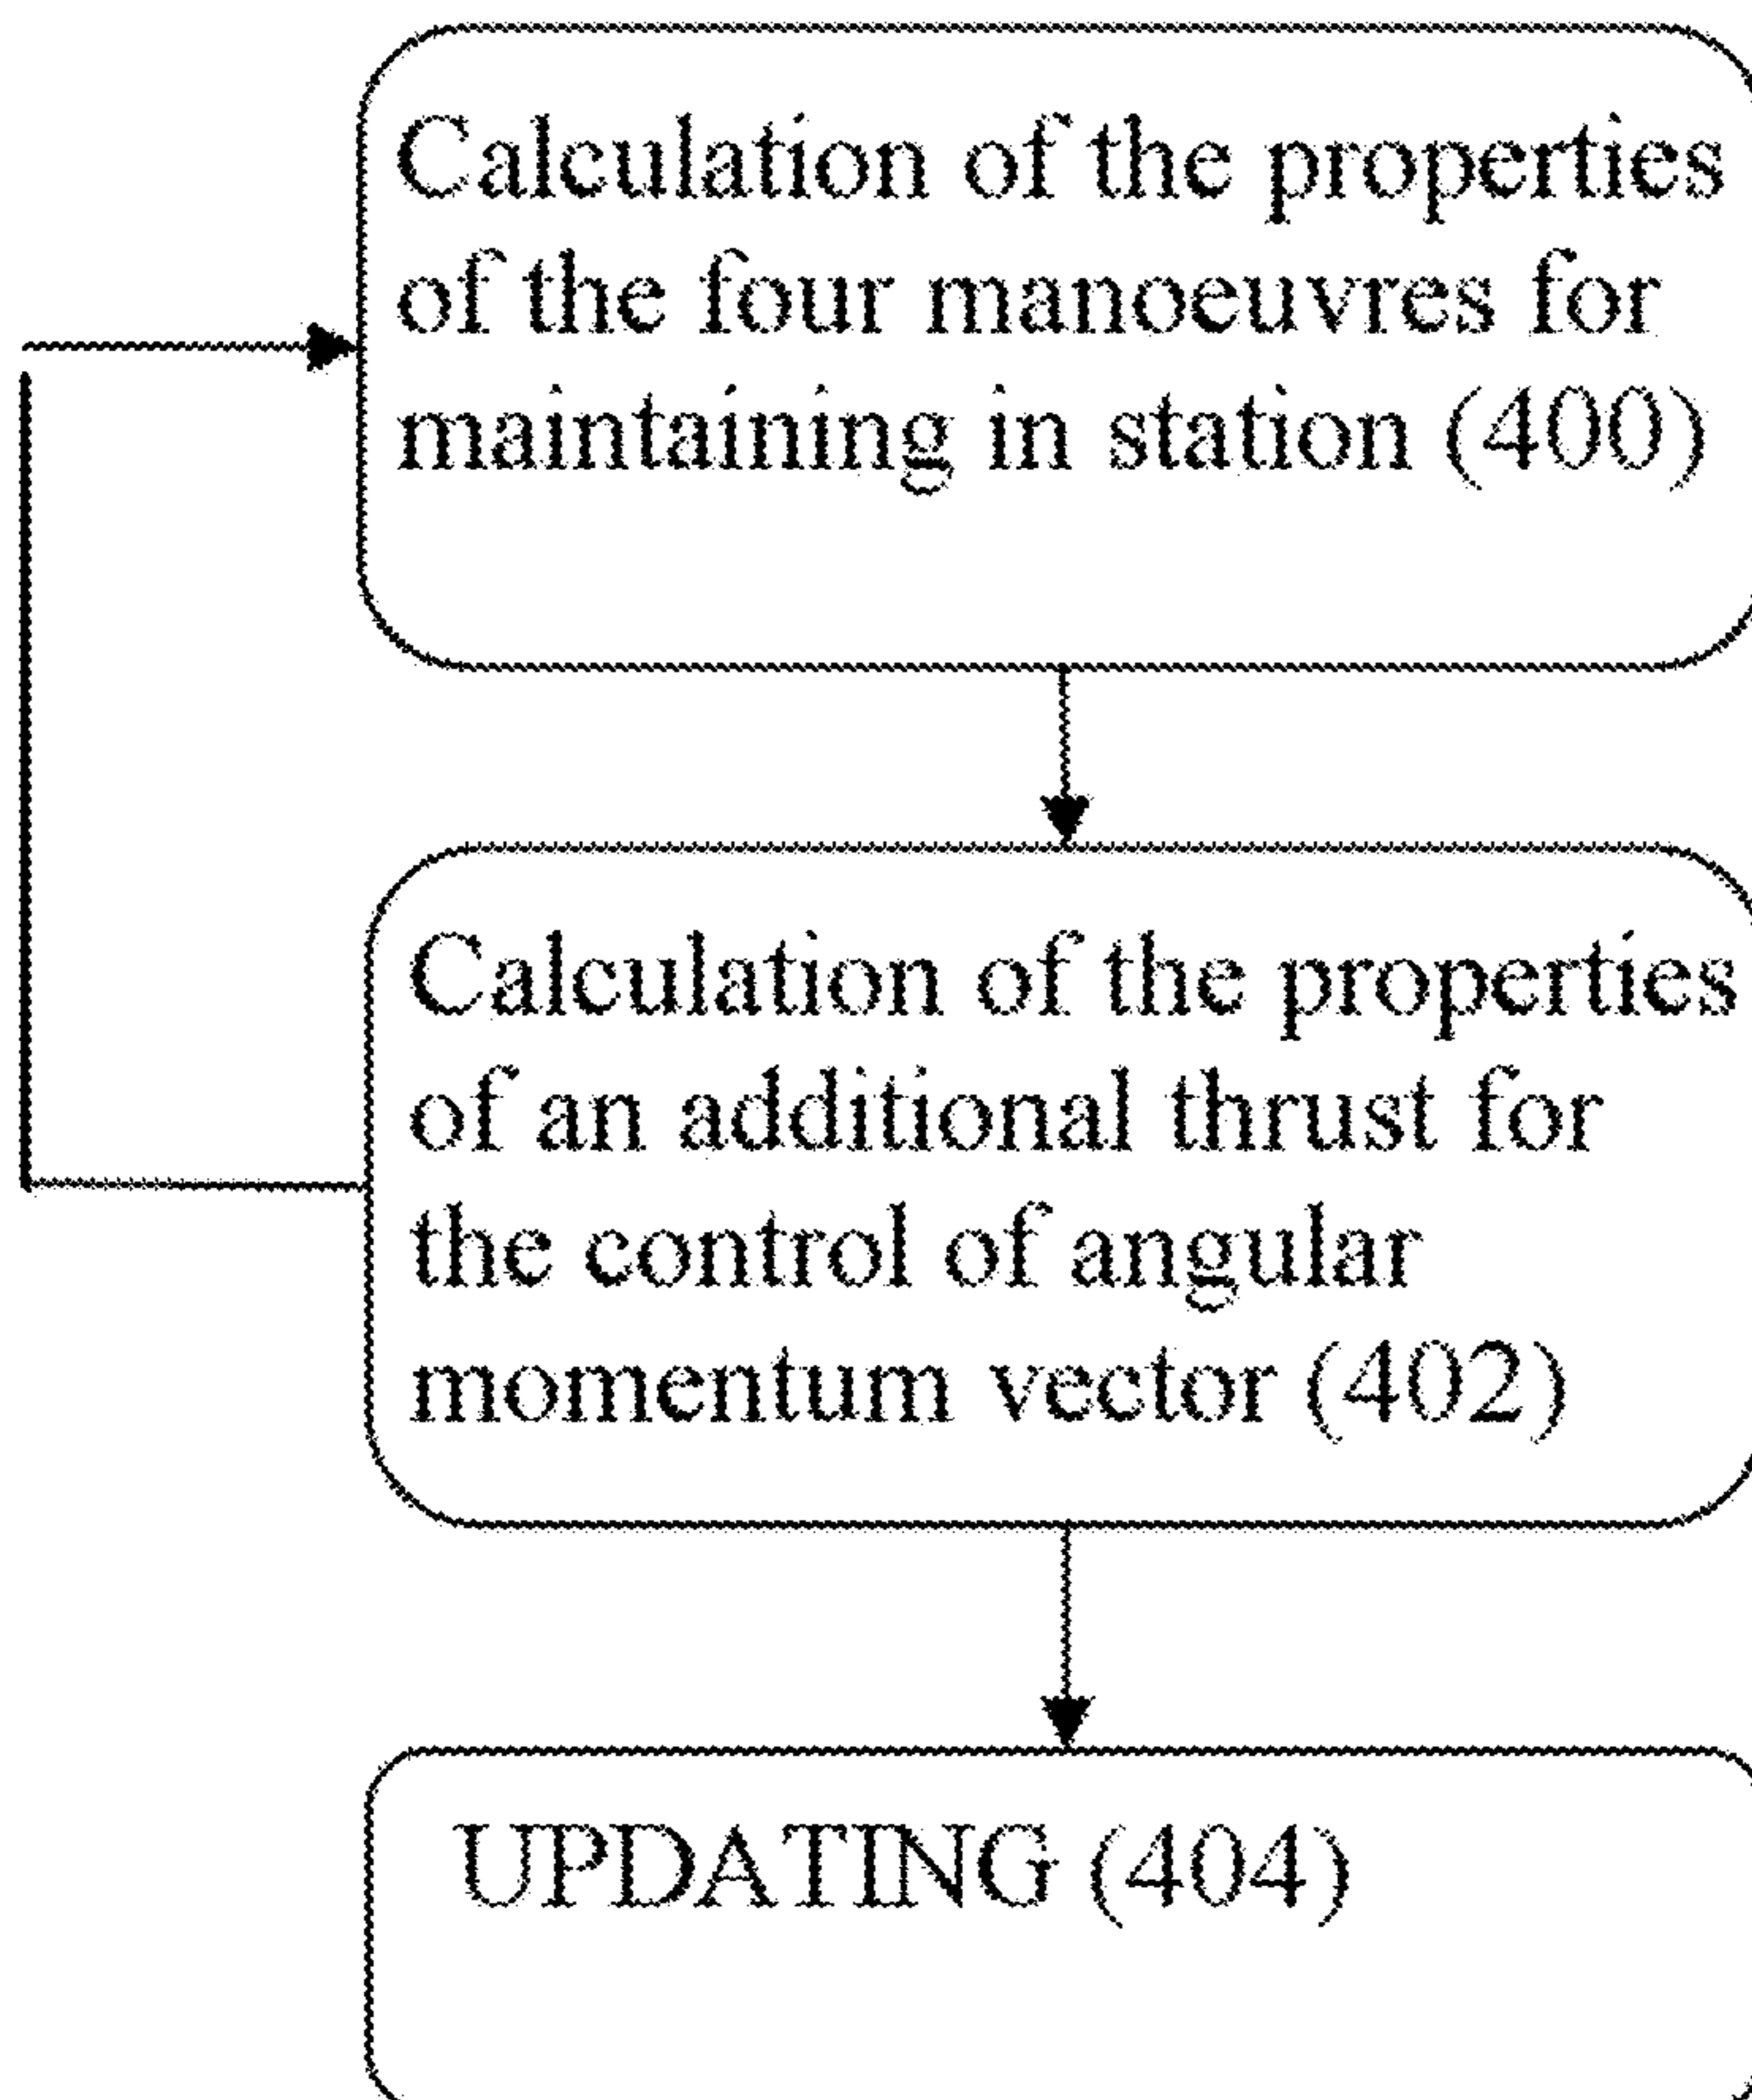 Calculation of the properties
of the four manoeuvres for
maintaining in station (400)
Calculation of the properties
of an additional thrust for
the control of angular
momentum vector (402)
UPDATING (404)